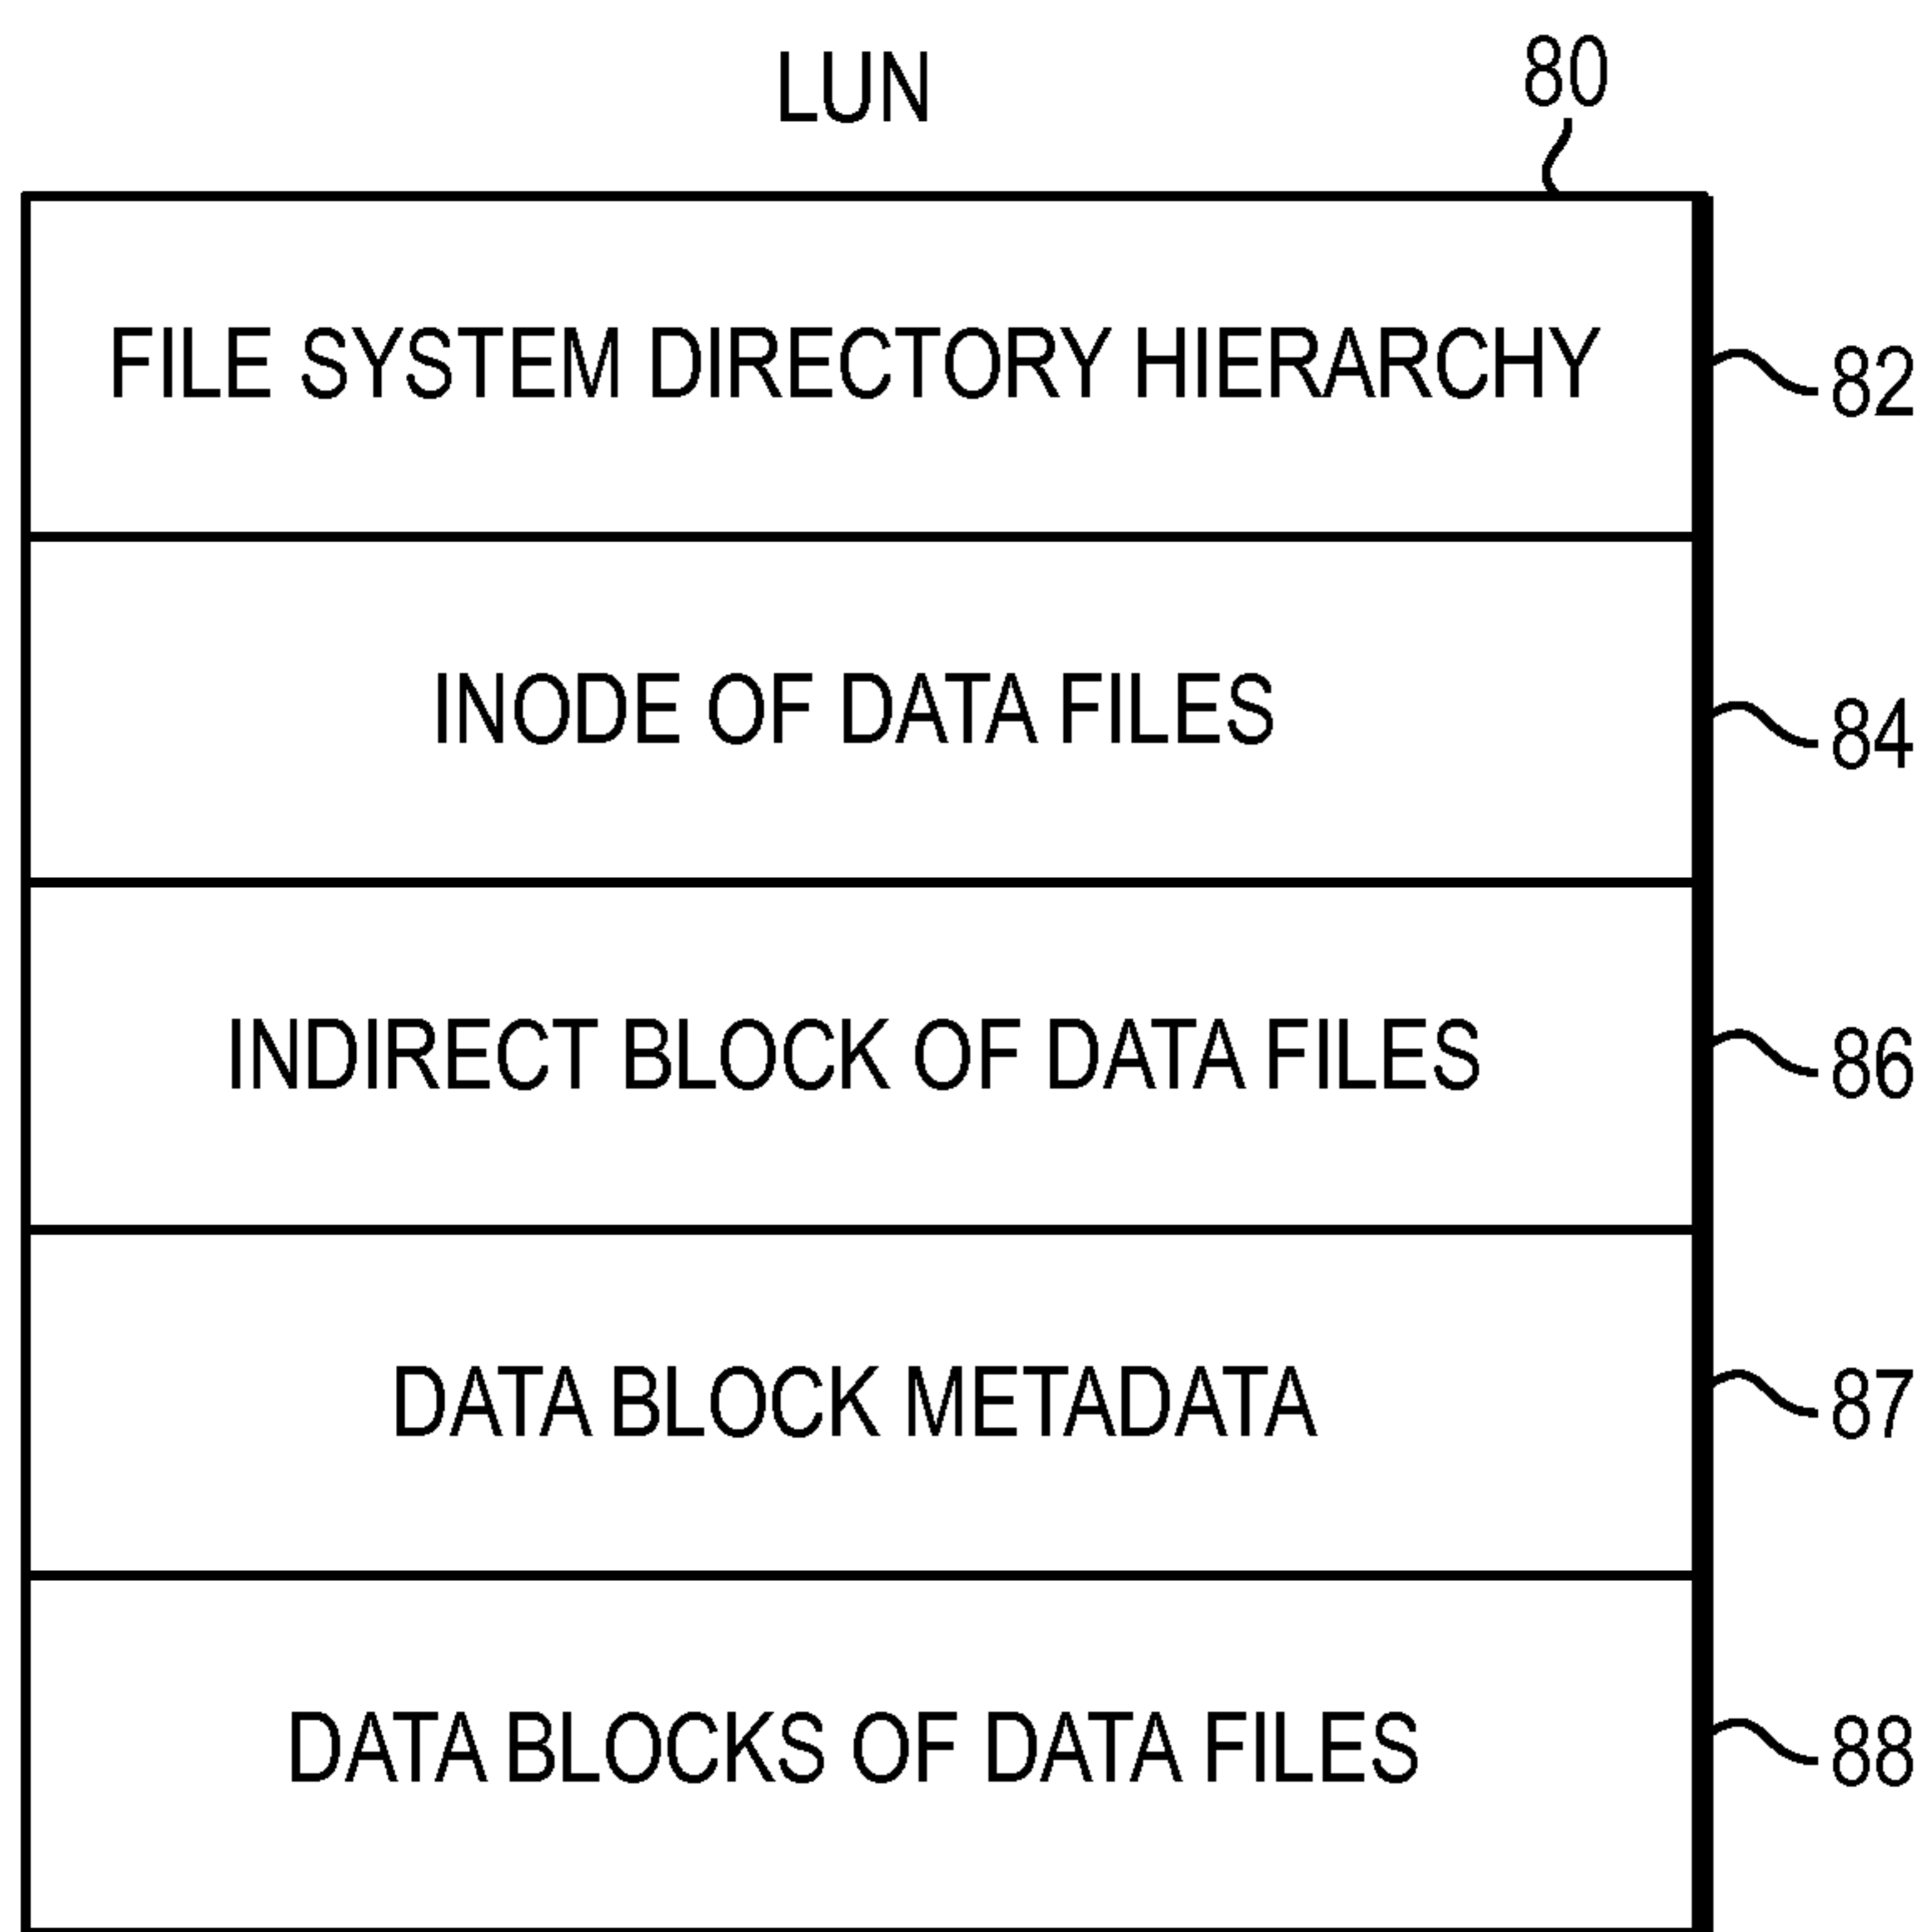 LUN
80
FILE SYSTEM DIRECTORY HIERARCHY
82
INODE OF DATA FILES
84
INDIRECT BLOCK OF DATA FILES
86
DATA BLOCK METADATA
87
DATA BLOCKS OF DATA FILES
88